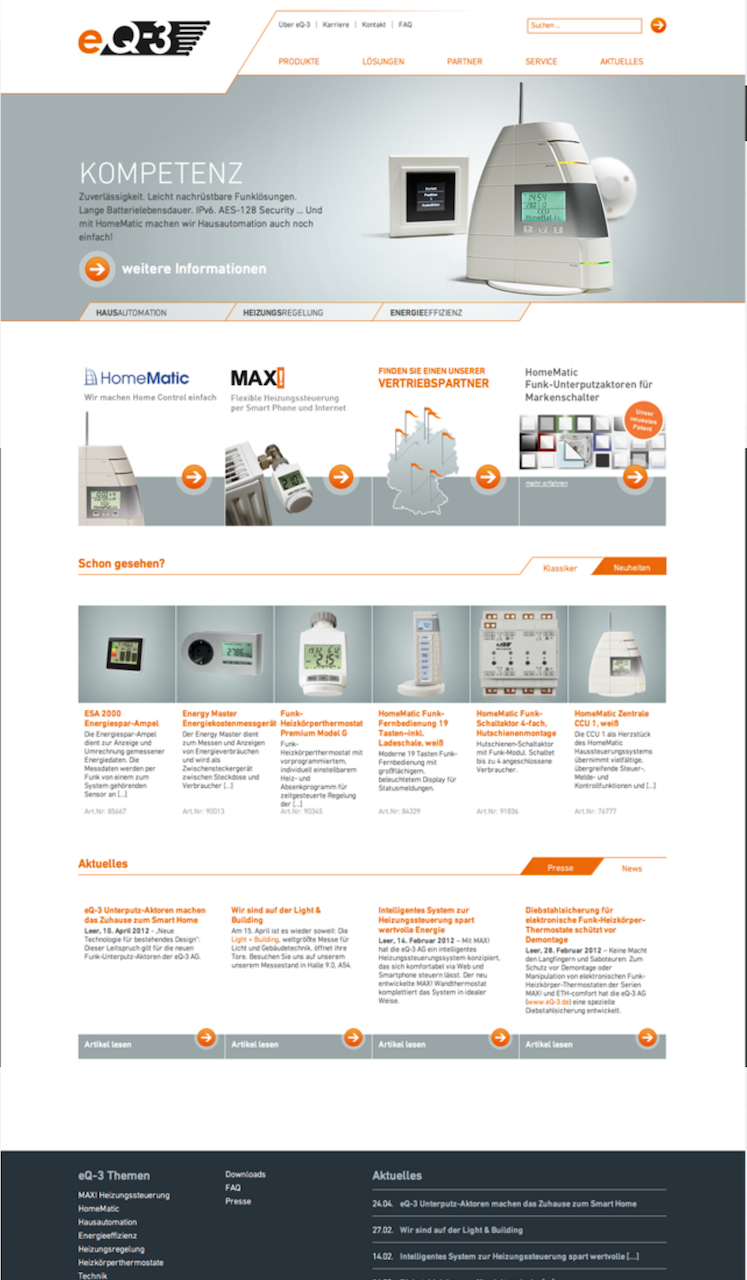 eQ-3
Über eQ-3 | Karriere | Kontakt | FAQ
Suchen ...
PRODUKTE
LÖSUNGEN
PARTNER
SERVICE
AKTUELLES
KOMPETENZ
Zuverlässigkeit. Leicht nachrüstbare Funklösungen.
Lange Batterielebensdauer. IPv6. AES-128 Security ... Und
mit HomeMatic machen wir Hausautomation auch noch
einfach!
weitere Informationen
HAUSAUTOMATION
HEIZUNGSREGELUNG
ENERGIEEFFIZIENZ
HomeMatic
Wir machen Home Control einfach
MAX!
Flexible Heizungssteuerung
per Smart Phone und Internet
FINDEN SIE EINEN UNSERER
VERTRIEBSPARTNER
HomeMatic
Funk-Unterputzaktoren für
Markenschalter
Unser
neuestes
Patent
mehr erfahren
Schon gesehen?
Klassiker
Neuheiten
ESA 2000
Energiespar-Ampel
Die Energiespar-Ampel
dient zur Anzeige und
Umrechnung gemessener
Energiedaten. Die
Messdaten werden per
Funk von einem zum
System gehörenden
Sensor an [...]
Art.Nr: 85667
Energy Master
Energiekostenmessgerät
Der Energy Master dient
zum Messen und Anzeigen
von Energieverbräuchen
und wird als
Zwischensteckergerät
zwischen Steckdose und
Verbraucher [...]
Art.Nr: 90013
Funk-
Heizkörperthermostat
Premium Model G
Funk-
Heizkörperthermostat mit
vorprogrammiertem,
individuell einstellbarem
Heiz- und
Absenkprogramm für
zeitgesteuerte Regelung
der [...]
Art.Nr: 90345
HomeMatic Funk-
Fernbedienung 19
Tasten-inkl.
Ladeschale, weiß
Moderne 19 Tasten Funk-
Fernbedienung mit
großflächigem,
beleuchtetem Display für
Statusmeldungen.
Art.Nr: 84329
HomeMatic Funk-
Schaltaktor 4-fach,
Hutschienenmontage
Hutschienen-Schaltaktor
mit Funk-Modul. Schaltet
bis zu 4 angeschlossene
Verbraucher.
Art.Nr: 91836
HomeMatic Zentrale
CCU 1, weiß
Die CCU 1 als Herzstück
des HomeMatic
Haussteuerungssystems
übernimmt vielfältige,
übergreifende Steuer-,
Melde- und
Kontrollfunktionen und [...]
Art.Nr: 76777
Aktuelles
Presse
News
eQ-3 Unterputz-Aktoren machen
das Zuhause zum Smart Home
Leer, 10. April 2012 - „Neue
Technologie für bestehendes Design“:
Dieser Leitspruch gilt für die neuen
Funk-Unterputz-Aktoren der eQ-3 AG.
Wir sind auf der Light &
Building
Am 15. April ist es wieder soweit: Die
Light + Building, weltgrößte Messe für
Licht und Gebäudetechnik, öffnet ihre
Tore. Besuchen Sie uns auf unserem
unserem Messestand in Halle 9.0, A54.
Intelligentes System zur
Heizungssteuerung spart
wertvolle Energie
Leer, 14. Februar 2012 – Mit MAX!
hat die eQ-3 AG ein intelligentes
Heizungssteuerungssystem konzipiert,
das sich komfortabel via Web und
Smartphone steuern lässt. Der neu
entwickelte MAX! Wandthermostat
komplettiert das System in idealer
Weise.
Diebstahlsicherung für
elektronische Funk-Heizkörper-
Thermostate schützt vor
Demontage
Leer, 28. Februar 2012 – Keine Macht
den Langfingern und Saboteuren: Zum
Schutz vor Demontage oder
Manipulation von elektronischen Funk-
Heizkörper-Thermostaten der Serien
MAX! und ETH-comfort hat die eQ-3 AG
(www.eQ-3.de) eine spezielle
Diebstahlsicherung entwickelt.
Artikel lesen
Artikel lesen
Artikel lesen
Artikel lesen
eQ-3 Themen
MAX! Heizungssteuerung
HomeMatic
Hausautomation
Energieeffizienz
Heizungsregelung
Heizkörperthermostate
Technik
Downloads
FAQ
Presse
Aktuelles
24.04. eQ-3 Unterputz-Aktoren machen das Zuhause zum Smart Home
27.02. Wir sind auf der Light & Building
14.02. Intelligentes System zur Heizungssteuerung spart wertvolle [...]